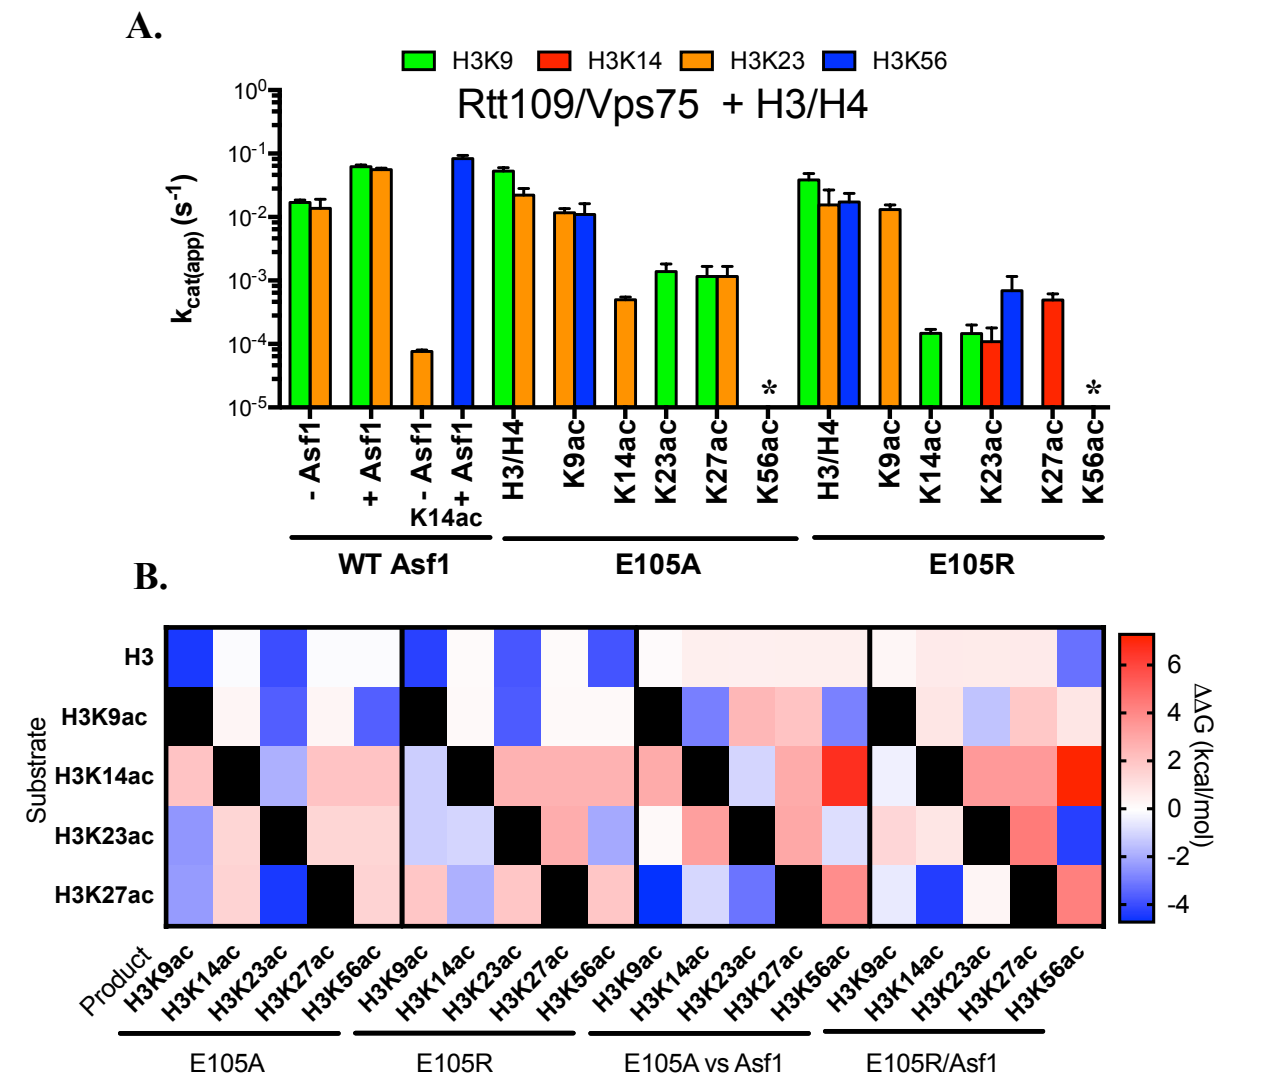 A.
H3K9 H3K14 H3K23 H3K56
Rtt109/Vps75 + H3/H4
k_cat(app) (s^-1)
10^0
10^-1
10^-2
10^-3
10^-4
10^-5
* *
- Asf1 + Asf1 - Asf1 + Asf1 H3/H4 K9ac K14ac K23ac K27ac K56ac H3/H4 K9ac K14ac K23ac K27ac K56ac
K14ac
WT Asf1 E105A E105R
B.
Substrate
H3
H3K9ac
H3K14ac
H3K23ac
H3K27ac
6
4
2
0
-2
-4
ΔΔG (kcal/mol)
Product H3K9ac H3K14ac H3K23ac H3K27ac H3K56ac H3K9ac H3K14ac H3K23ac H3K27ac H3K56ac H3K9ac H3K14ac H3K23ac H3K27ac H3K56ac H3K9ac H3K14ac H3K23ac H3K27ac H3K56ac
E105A E105R E105A vs Asf1 E105R/Asf1